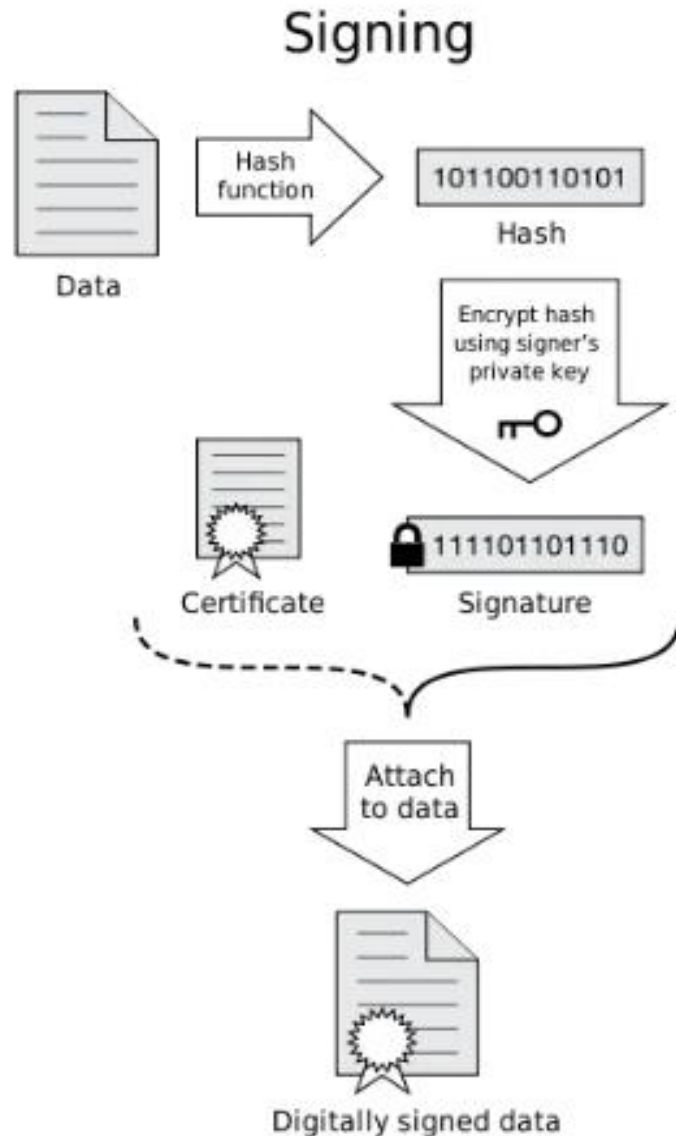 Signing
Hash
function
101100110101
Hash
Data
Encrypt hash
using signer's
private key
111101101110
Certificate
Signature
Attach
to data
Digitally signed data